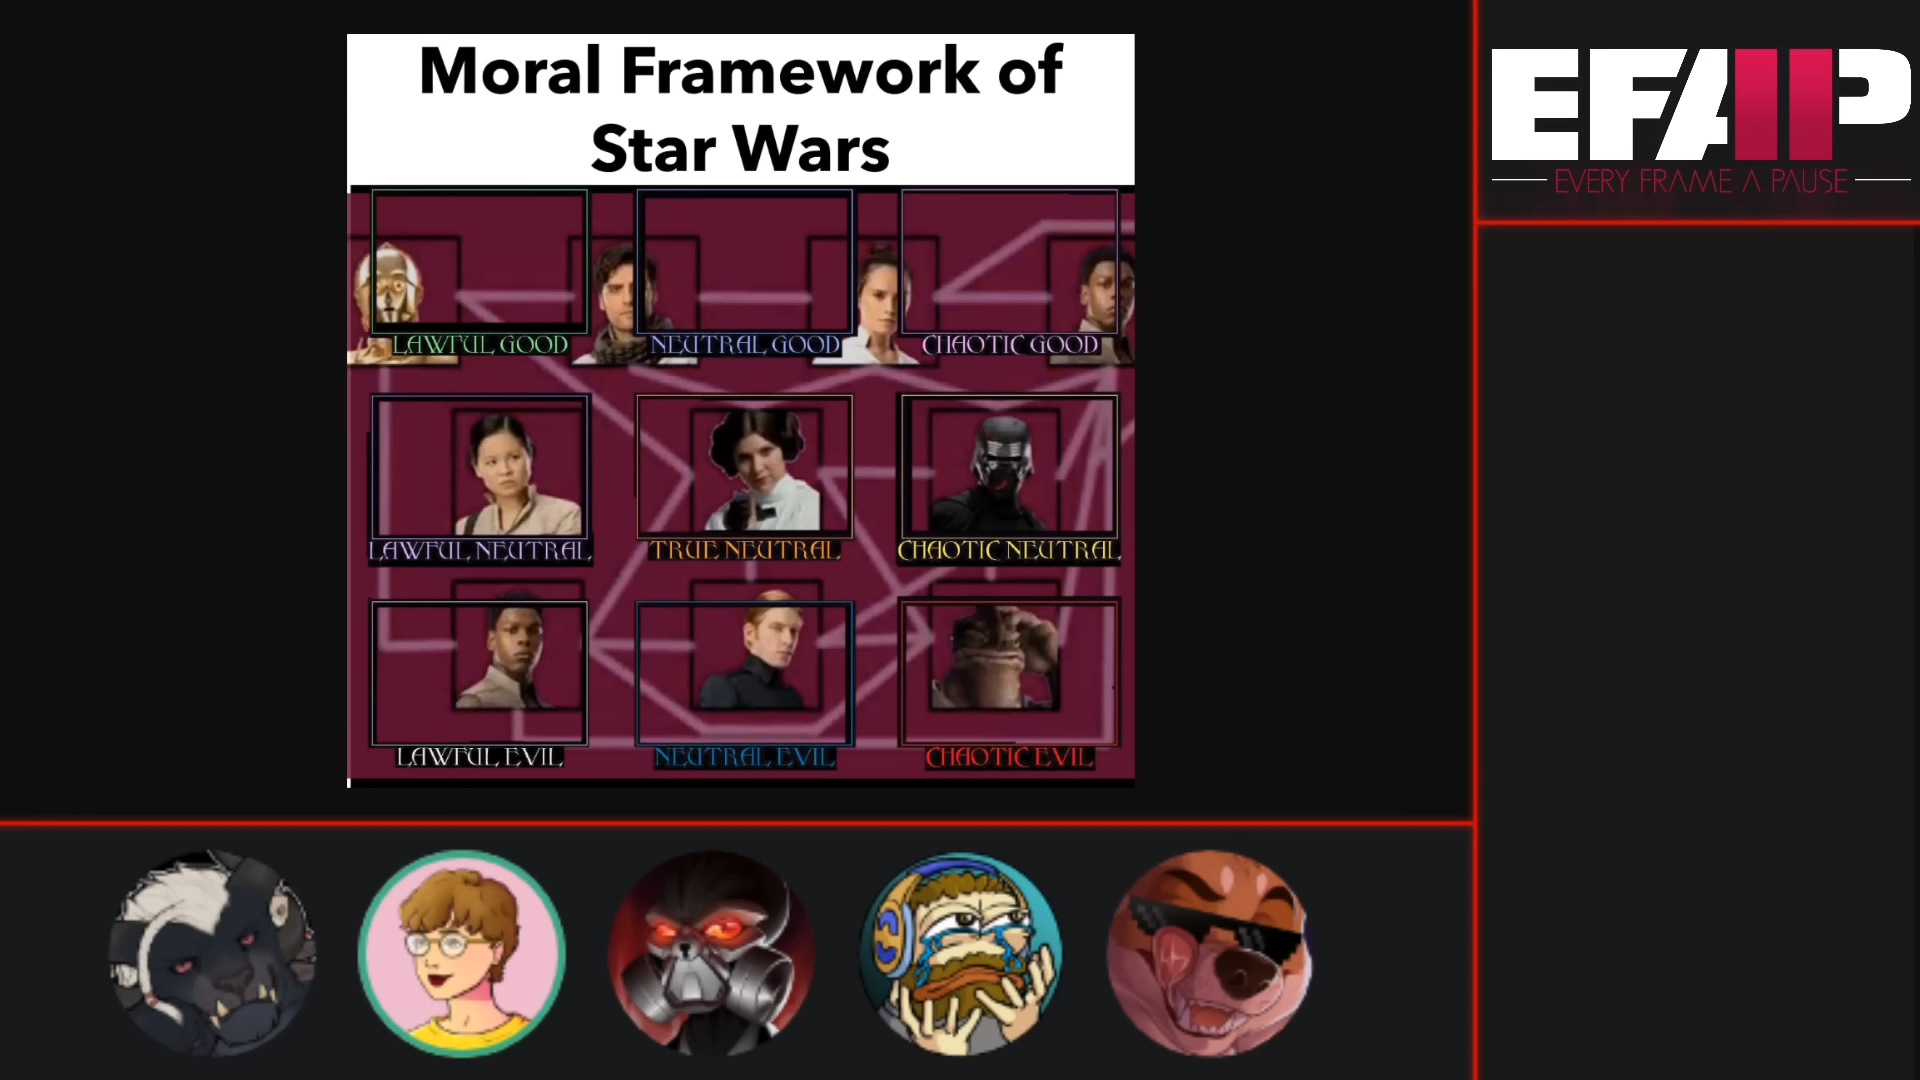 Moral Framework of
Star Wars
LAWFUL GOOD
NEUTRAL GOOD
CHAOTIC GOOD
LAWFUL NEUTRAL
TRUE NEUTRAL
CHAOTIC NEUTRAL
LAWFUL EVIL
NEUTRAL EVIL
CHAOTIC EVIL
EFAP
EVERY FRAME A PAUSE